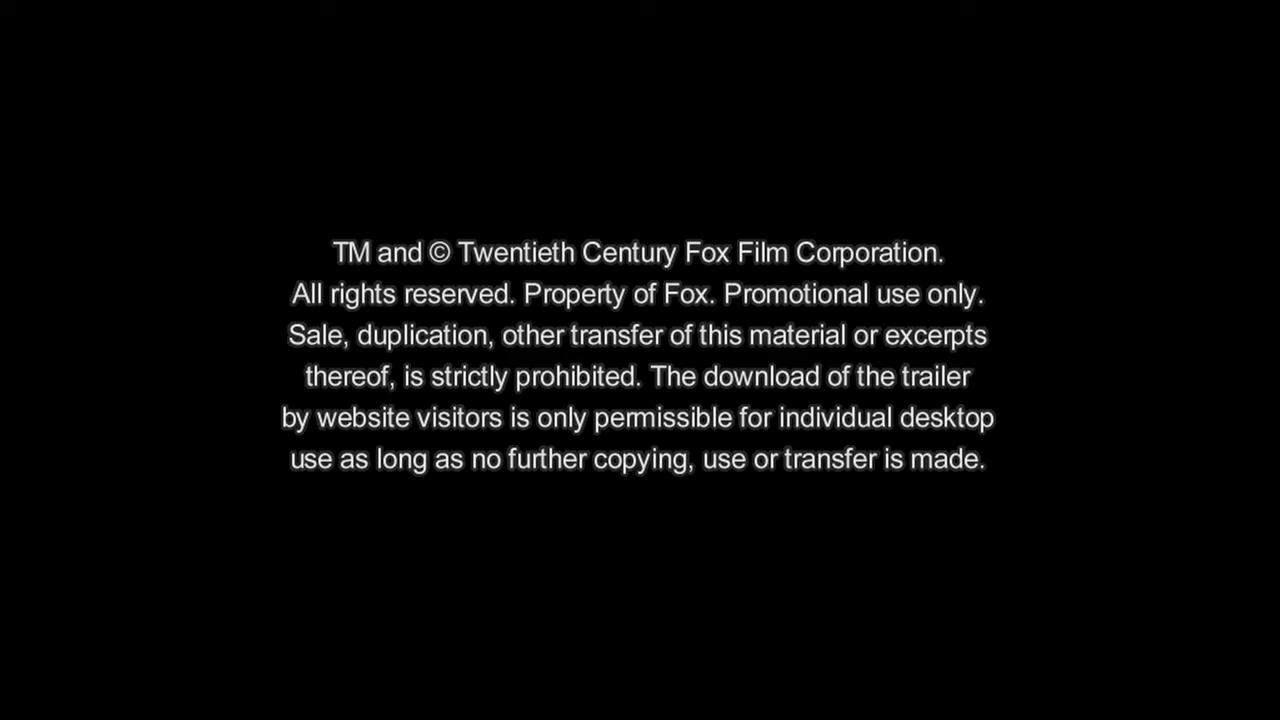 TM and © Twentieth Century Fox Film Corporation.
All rights reserved. Property of Fox. Promotional use only.
Sale, duplication, other transfer of this material or excerpts
thereof, is strictly prohibited. The download of the trailer
by website visitors is only permissible for individual desktop
use as long as no further copying, use or transfer is made.